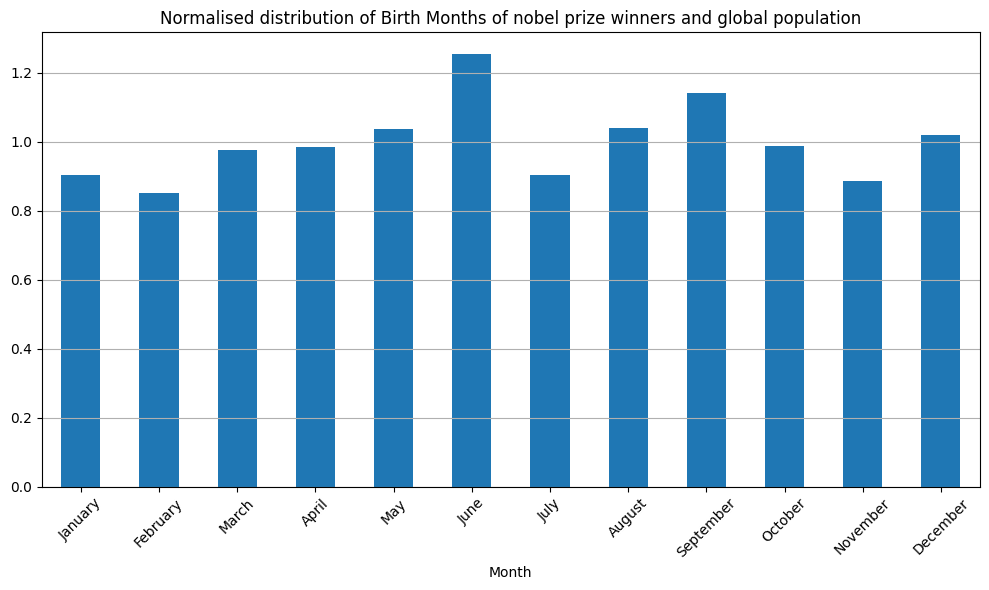 Normalised distribution of Birth Months of nobel prize winners and global population
1.2
1.0
0.8
0.6
0.4
0.2
0.0
January
February
March
April
May
June
July
August
September
October
November
December
Month